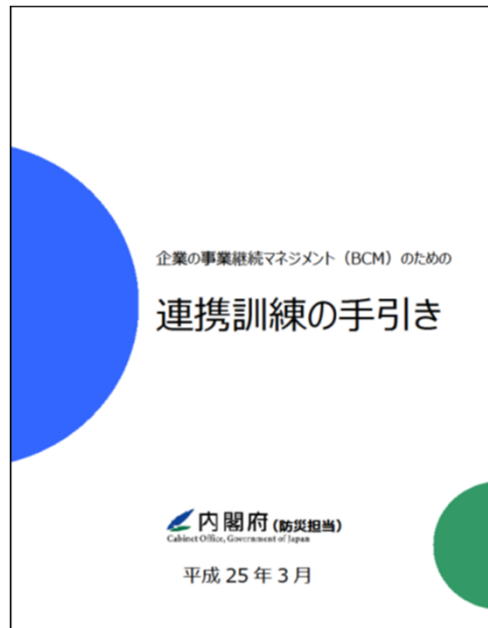 企業の事業継続マネジメント（BCM）のための
連携訓練の手引き
内閣府（防災担当）
Cabinet Office, Government of Japan
平成 25 年 3 月